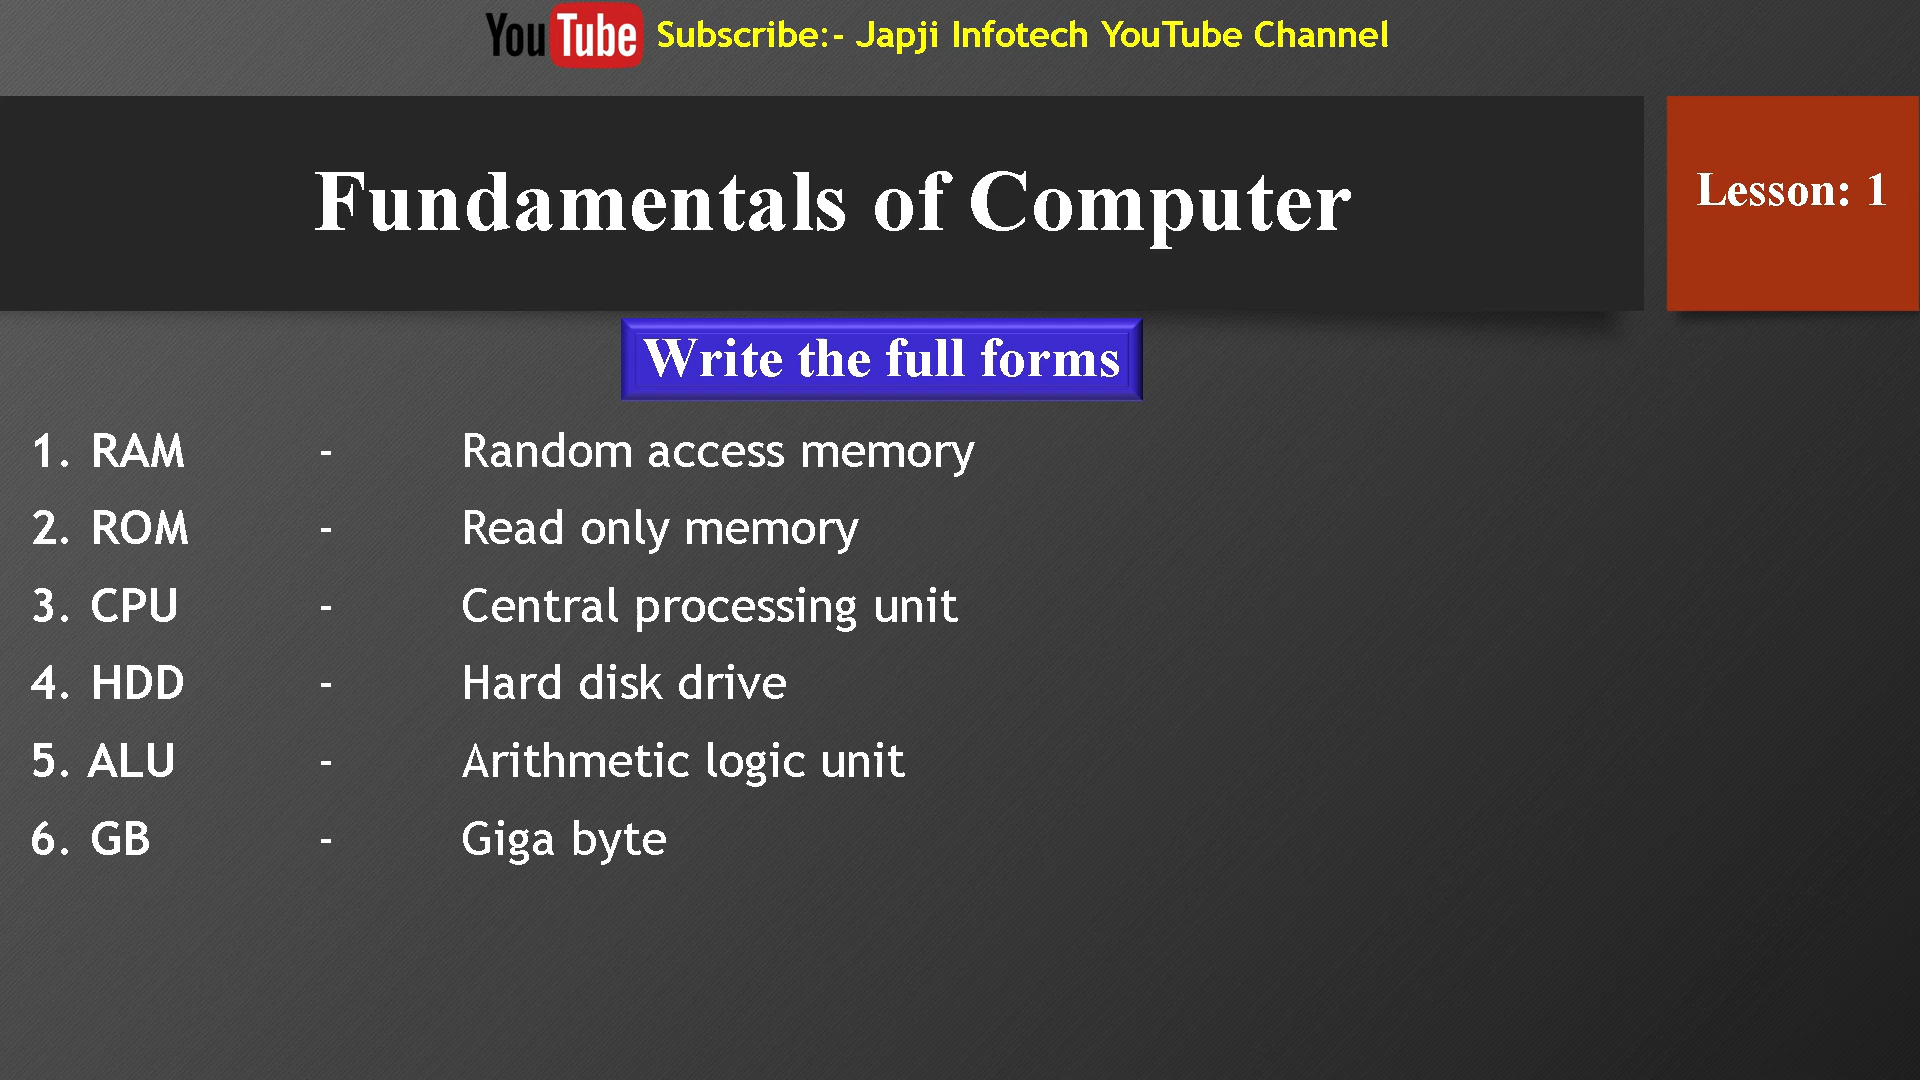 YouTube Subscribe:- Japji Infotech YouTube Channel
Fundamentals of Computer
Lesson: 1
Write the full forms
1. RAM - Random access memory
2. ROM - Read only memory
3. CPU - Central processing unit
4. HDD - Hard disk drive
5. ALU - Arithmetic logic unit
6. GB - Giga byte